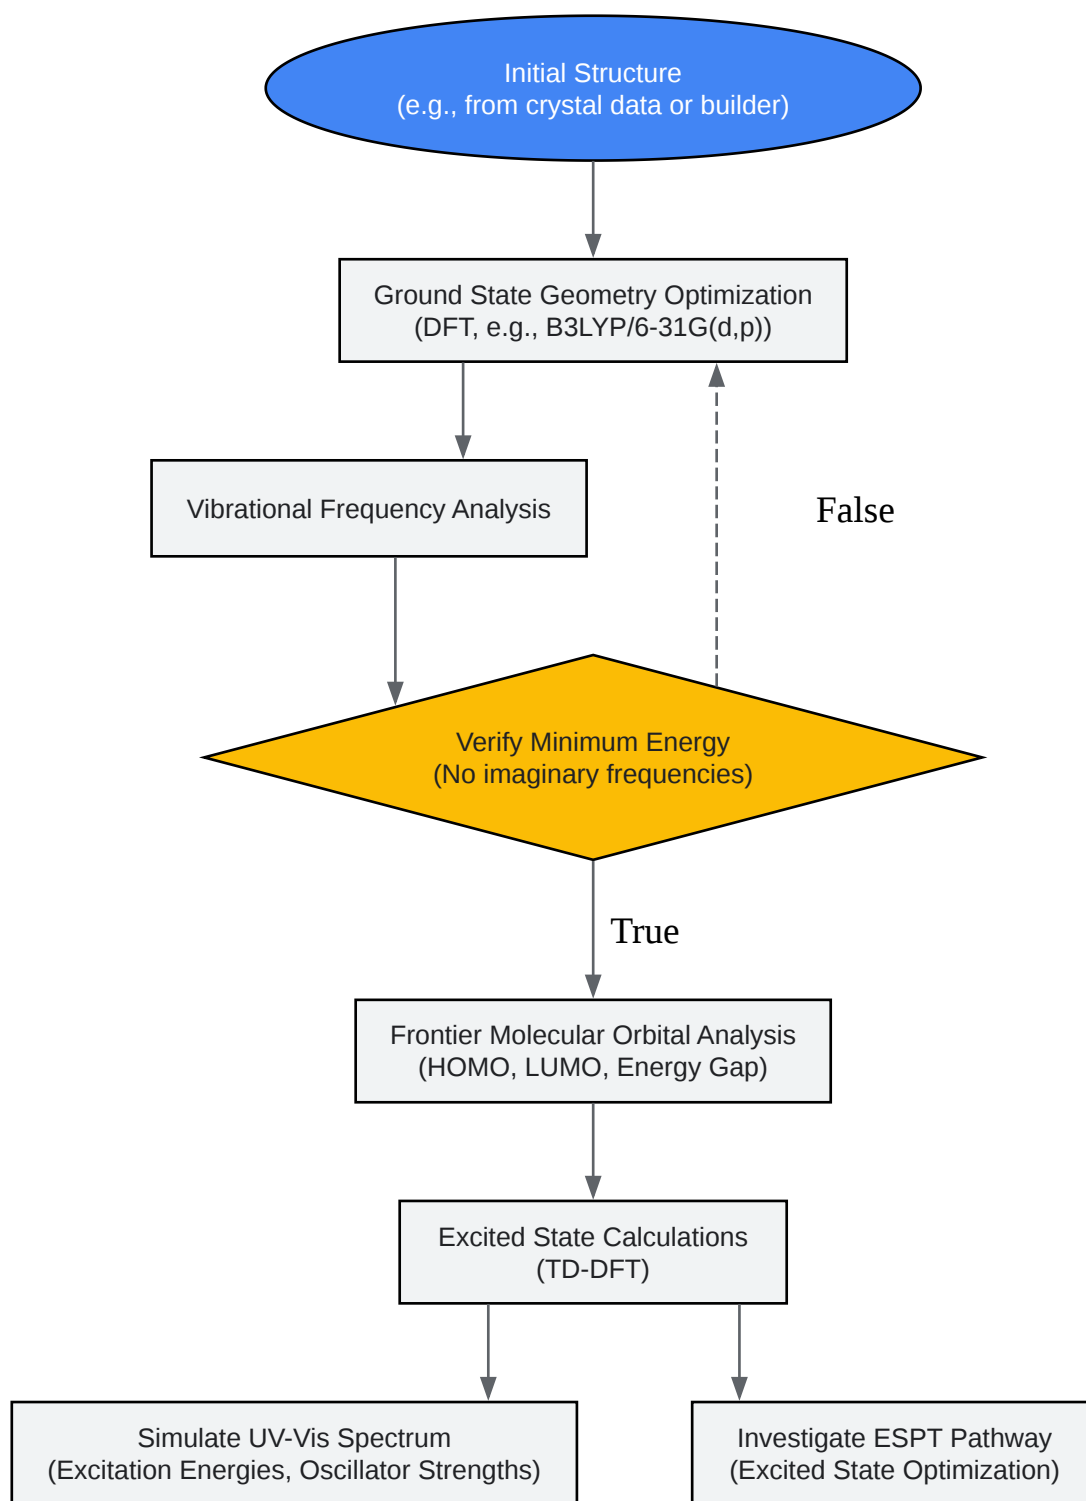 Initial Structure
(e.g., from crystal data or builder)
Ground State Geometry Optimization
(DFT, e.g., B3LYP/6-31G(d,p))
Vibrational Frequency Analysis
False
Verify Minimum Energy
(No imaginary frequencies)
True
Frontier Molecular Orbital Analysis
(HOMO, LUMO, Energy Gap)
Excited State Calculations
(TD-DFT)
Simulate UV-Vis Spectrum
(Excitation Energies, Oscillator Strengths)
Investigate ESPT Pathway
(Excited State Optimization)